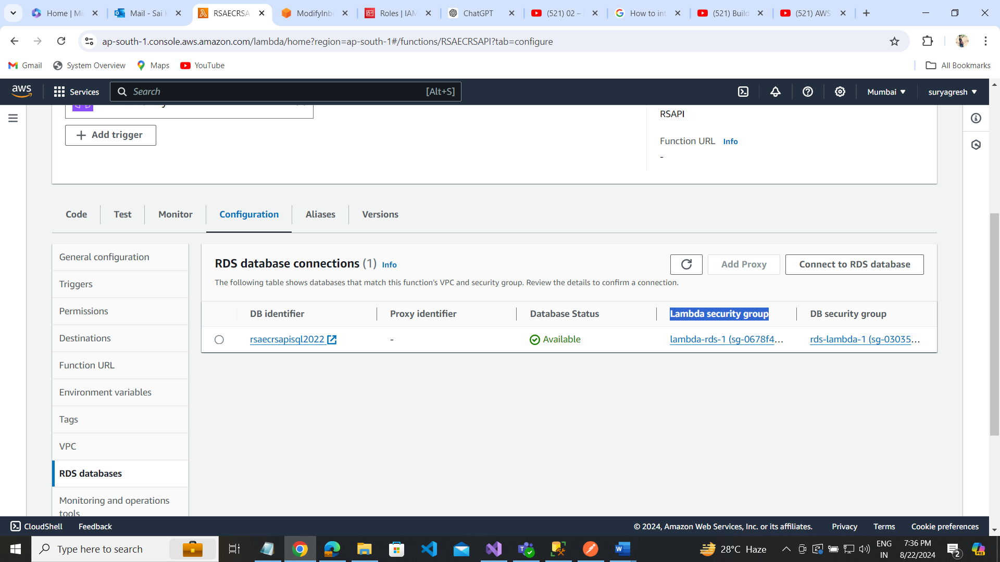 Home | Mi
Mail - Sai K
RSAECRSA
ModifyInb
Roles | IAM
ChatGPT
(521) 02 –
How to int
(521) Build
(521) AWS
ap-south-1.console.aws.amazon.com/lambda/home?region=ap-south-1#/functions/RSAECRSAPI?tab=configure
Gmail
System Overview
Maps
YouTube
All Bookmarks
aws
Services
Search
[Alt+S]
Mumbai
suryagresh
RSAPI
Add trigger
Function URL Info
-
Code
Test
Monitor
Configuration
Aliases
Versions
General configuration
Triggers
Permissions
Destinations
Function URL
Environment variables
Tags
VPC
RDS databases
Monitoring and operations
tools
RDS database connections (1) Info
Add Proxy
Connect to RDS database
The following table shows databases that match this function's VPC and security group. Review the details to confirm a connection.
DB identifier
Proxy identifier
Database Status
Lambda security group
DB security group
rsaecrsapisql2022
-
Available
lambda-rds-1 (sg-0678f4...
rds-lambda-1 (sg-03035...
CloudShell
Feedback
© 2024, Amazon Web Services, Inc. or its affiliates.
Privacy
Terms
Cookie preferences
Type here to search
28°C Haze
ENG
IN
7:36 PM
8/22/2024
2
PRE